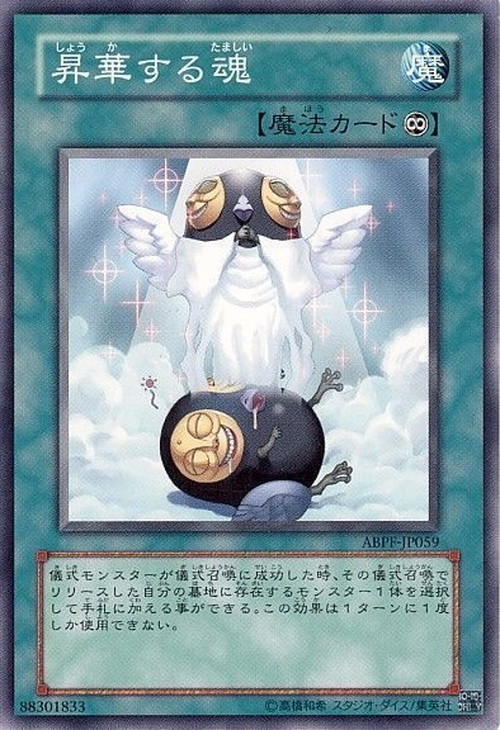 昇華する魂
魔
【魔法カード∞】
ABPF-JP059
儀式モンスターが儀式召喚に成功した時、その儀式召喚で
リリースした自分の墓地に存在するモンスター1体を選択
して手札に加える事ができる。この効果は1ターンに1度
しか使用できない。
88301833
©高橋和希 スタジオ・ダイス/集英社